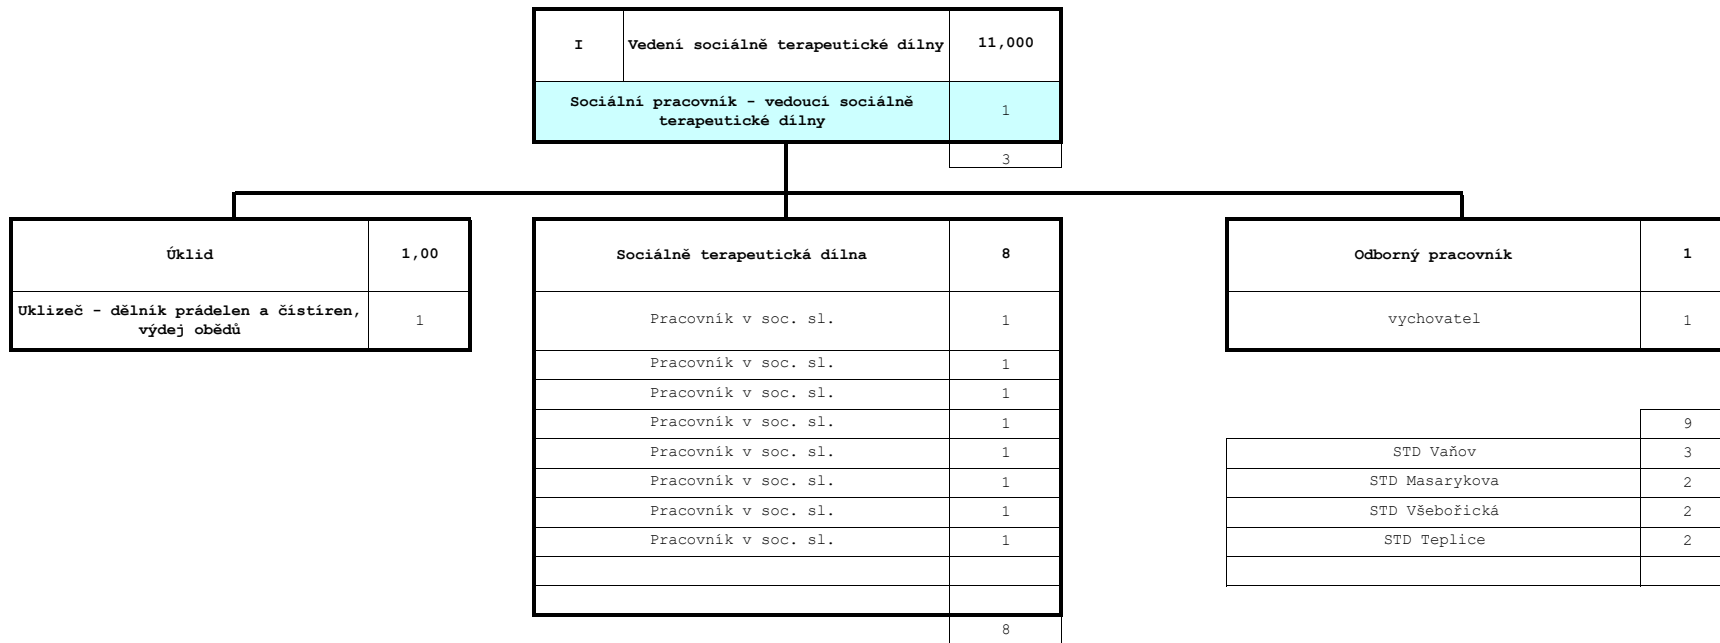 I Vedení sociálně terapeutické dílny 11,000
Sociální pracovník - vedoucí sociálně
terapeutické dílny 1
3
Úklid 1,00
Uklizeč - dělník prádelen a čístíren,
výdej obědů 1
Sociálně terapeutická dílna 8
Pracovník v soc. sl. 1
Pracovník v soc. sl. 1
Pracovník v soc. sl. 1
Pracovník v soc. sl. 1
Pracovník v soc. sl. 1
Pracovník v soc. sl. 1
Pracovník v soc. sl. 1
Pracovník v soc. sl. 1
8
Odborný pracovník 1
vychovatel 1
9
STD Vaňov 3
STD Masarykova 2
STD Všebořická 2
STD Teplice 2